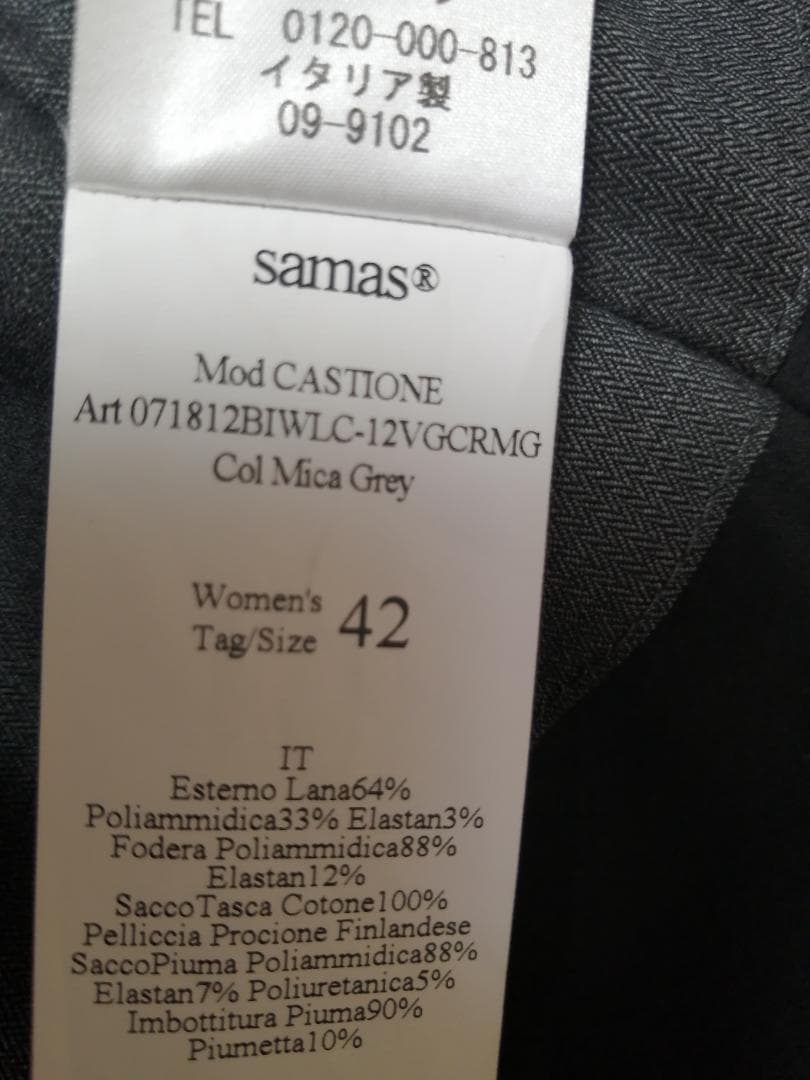 TEL 0120-000-813
イタリア製
09-9102
samas®
Mod CASTIONE
Art 071812BIWLC-12VGCRMG
Col Mica Grey
Women's
Tag/Size 42
IT
Esterno Lana64%
Poliammidica33% Elastan3%
Fodera Poliammidica88%
Elastan12%
SaccoTasca Cotone100%
Pelliccia Procione Finlandese
SaccoPiuma Poliammidica88%
Elastan7% Poliuretanica5%
Imbottitura Piuma90%
Piumetta10%